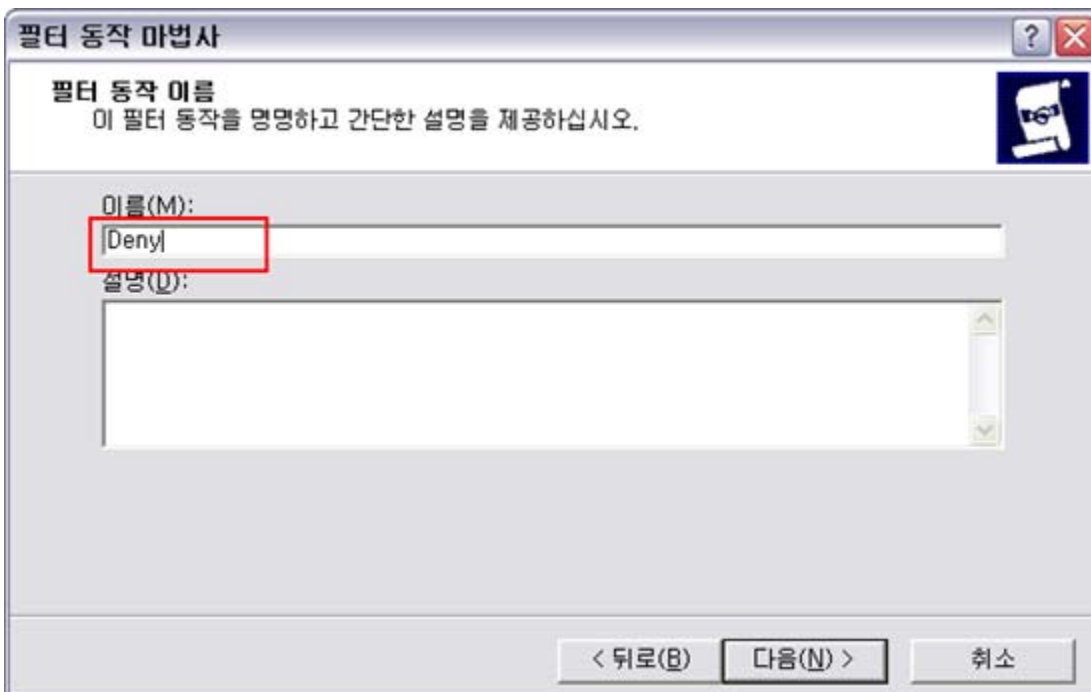 필터 동작 마법사
필터 동작 이름
이 필터 동작을 명명하고 간단한 설명을 제공하십시오.
이름(M):
Deny
설명(D):
< 뒤로(B)
다음(N) >
취소